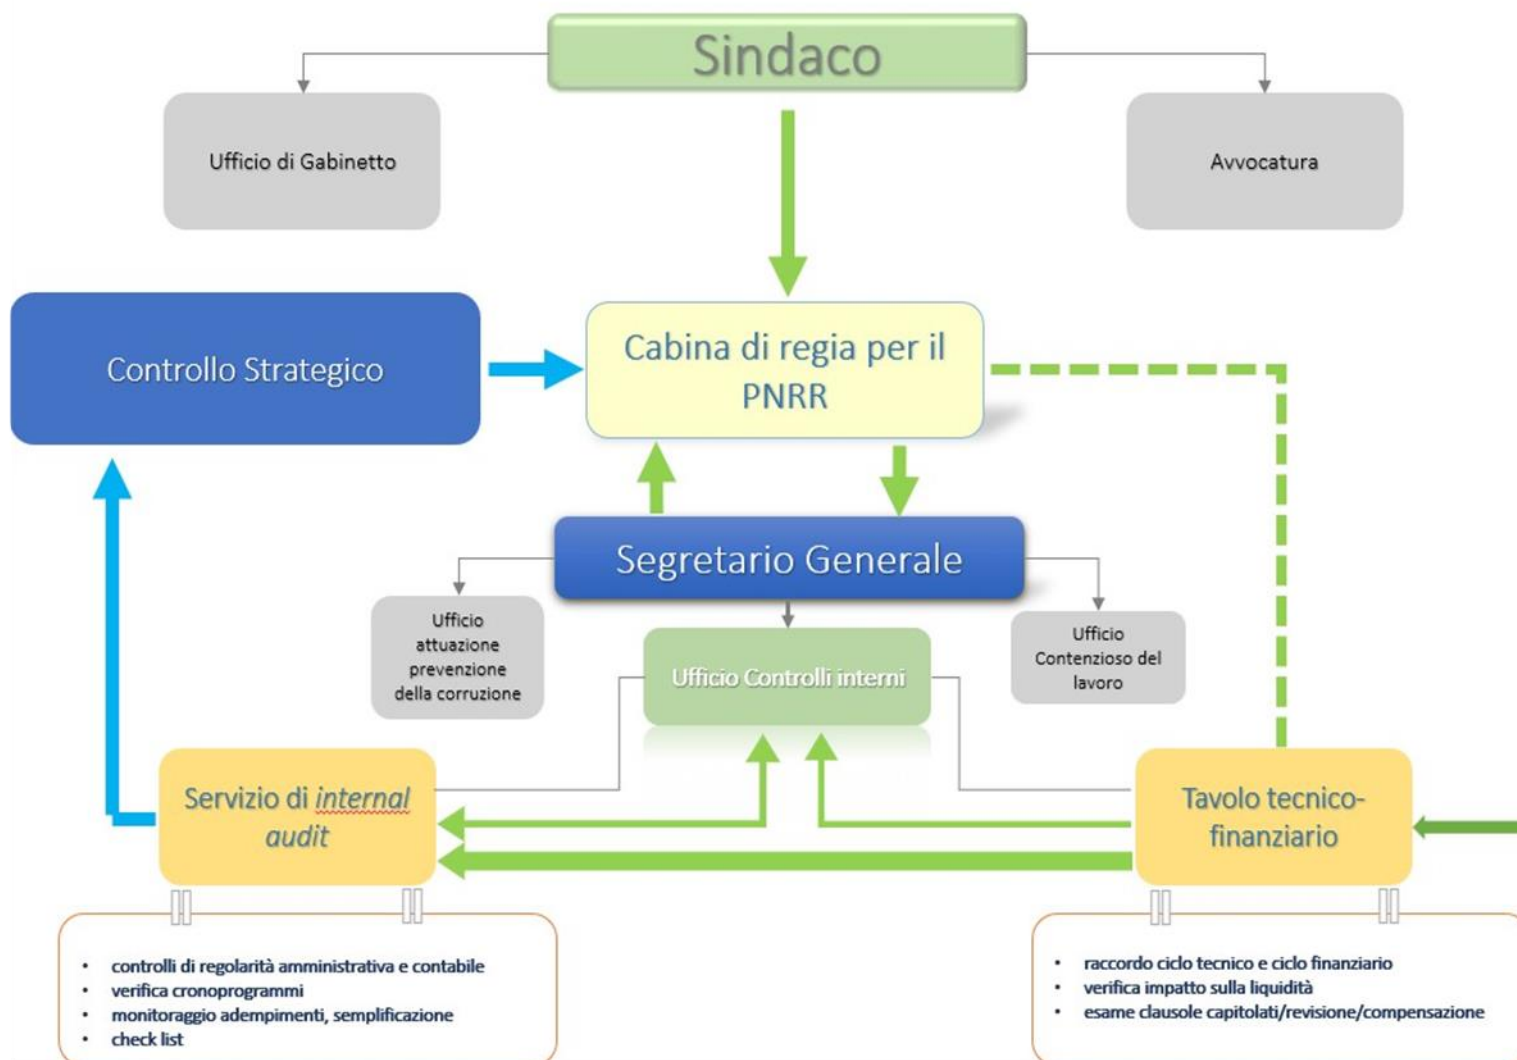 Sindaco
Ufficio di Gabinetto
Avvocatura
Controllo Strategico
Cabina di regia per il
PNRR
Segretario Generale
Ufficio
attuazione
prevenzione
della corruzione
Ufficio Controlli interni
Ufficio
Contenzioso del
lavoro
Servizio di internal
audit
Tavolo tecnico-
finanziario
• controlli di regolarità amministrativa e contabile
• verifica cronoprogrammi
• monitoraggio adempimenti, semplificazione
• check list
• raccordo ciclo tecnico e ciclo finanziario
• verifica impatto sulla liquidità
• esame clausole capitolati/revisione/compensazione